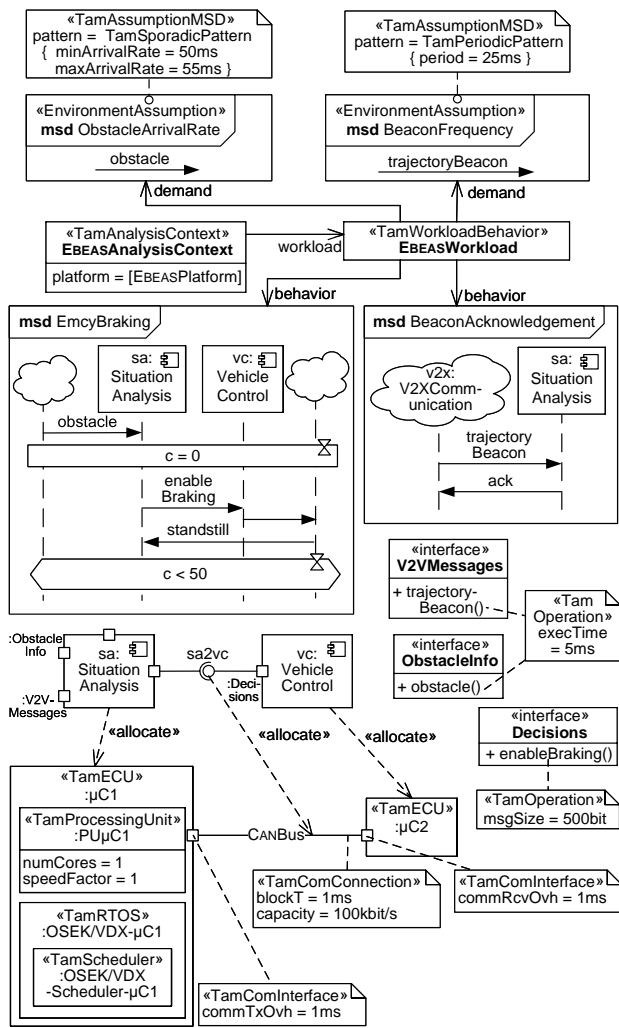 «TamAssumptionMSD»
pattern = TamSporadicPattern
{ minArrivalRate = 50ms
maxArrivalRate = 55ms }
«TamAssumptionMSD»
pattern = TamPeriodicPattern
{ period = 25ms }
«EnvironmentAssumption»
msd ObstacleArrivalRate
obstacle
«EnvironmentAssumption»
msd BeaconFrequency
trajectoryBeacon
demand
demand
«TamAnalysisContext»
EBEASAnalysisContext
platform = [EBEASPlatform]
workload
«TamWorkloadBehavior»
EBEASWorkload
behavior
behavior
msd EmcyBraking
sa:
Situation
Analysis
vc:
Vehicle
Control
obstacle
c = 0
enable
Braking
standstill
c < 50
msd BeaconAcknowledgement
v2x:
V2XComm-
unication
sa:
Situation
Analysis
trajectory
Beacon
ack
«interface»
V2VMessages
+ trajectory-
Beacon()
«Tam
Operation»
execTime
= 5ms
«interface»
ObstacleInfo
+ obstacle()
:Obstacle
Info
:V2V-
Messages
sa:
Situation
Analysis
sa2vc
:Deci-
sions
vc:
Vehicle
Control
«interface»
Decisions
+ enableBraking()
«allocate»
«allocate»
«allocate»
«TamOperation»
msgSize = 500bit
«TamECU»
:µC1
«TamProcessingUnit»
:PUµC1
numCores = 1
speedFactor = 1
«TamRTOS»
:OSEK/VDX-µC1
«TamScheduler»
:OSEK/VDX
-Scheduler-µC1
CANBus
«TamECU»
:µC2
«TamComConnection»
blockT = 1ms
capacity = 100kbit/s
«TamComInterface»
commRcvOvh = 1ms
«TamComInterface»
commTxOvh = 1ms